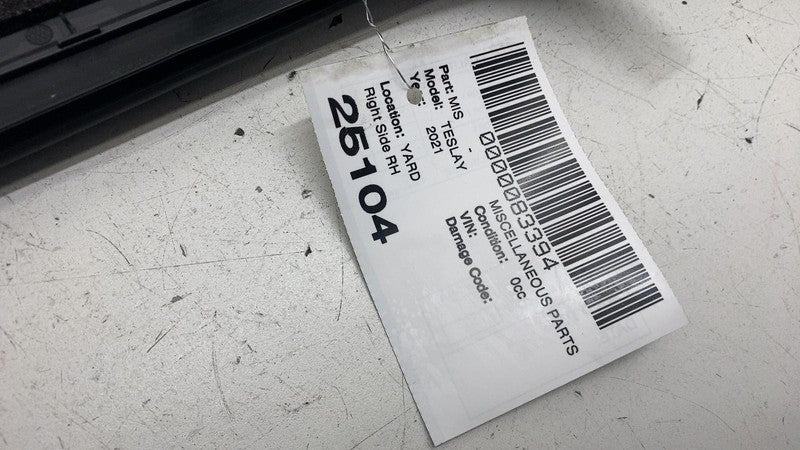 0000083394
Part: MIS - MISCELLANEOUS PARTS
Model: TESLAY Condition: 0cc
Year: 2021 VIN:
Damage Code:
Location: YARD
Right Side RH
25104